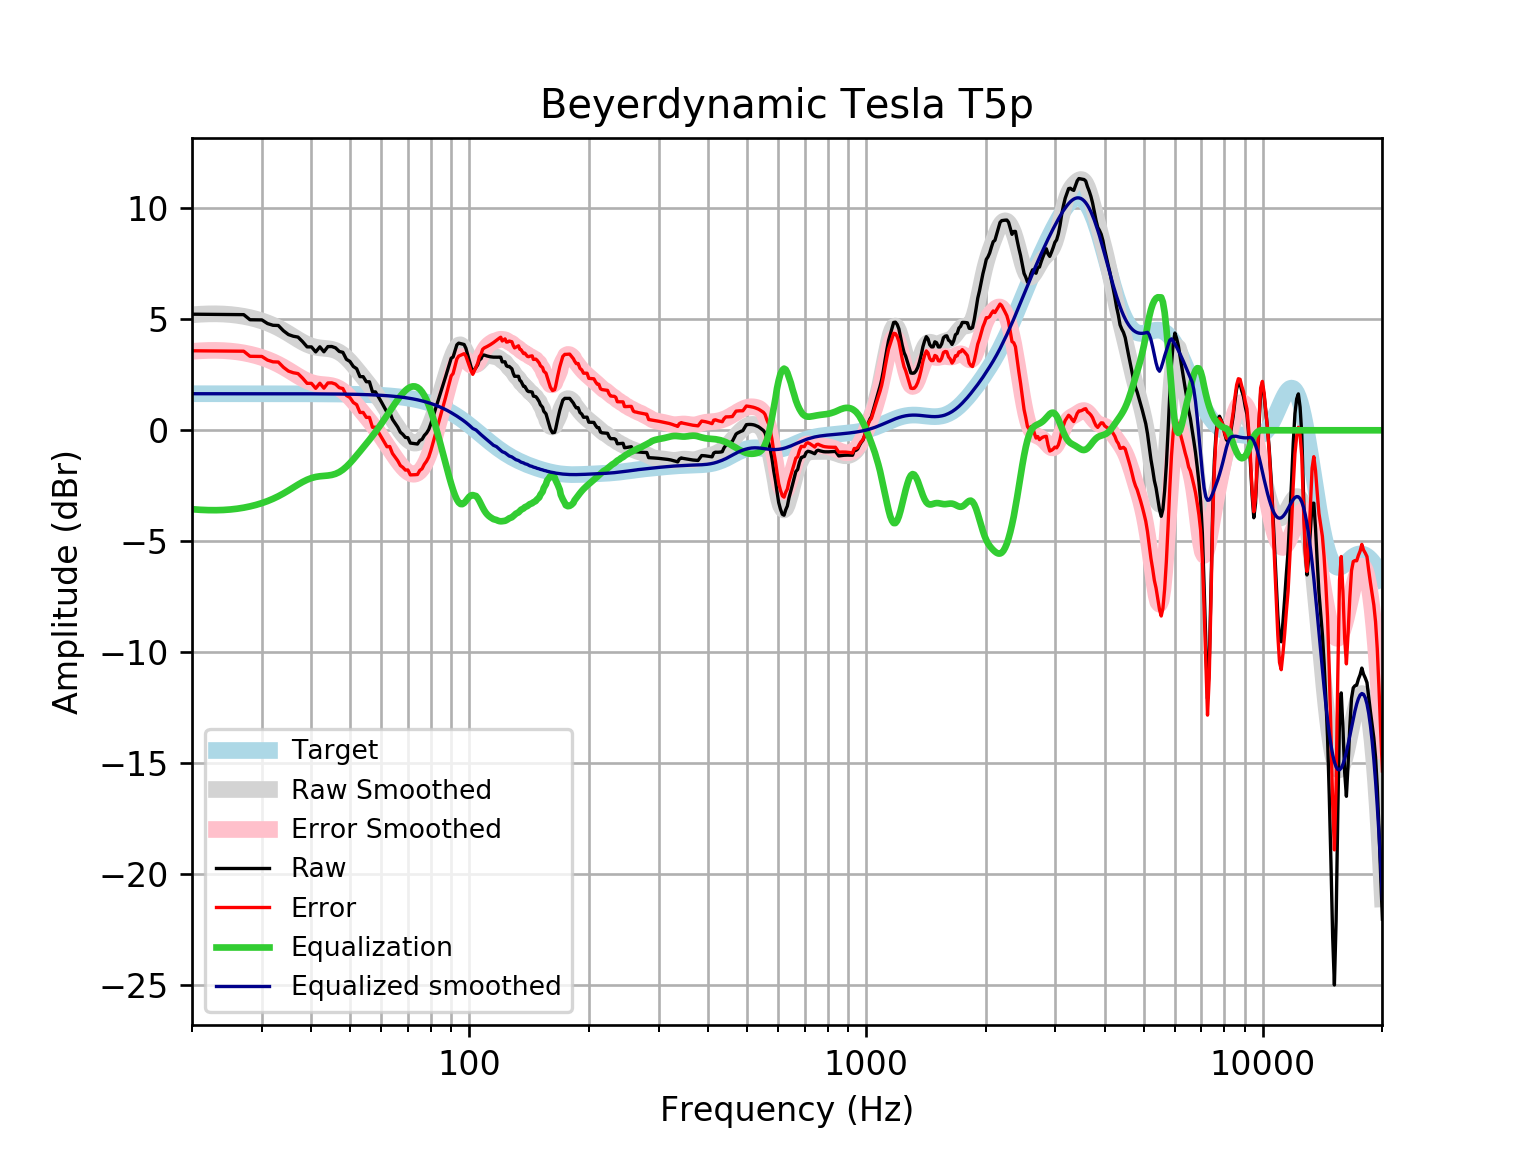 Beyerdynamic Tesla T5p
10
5
0
−5
−10
−15
−20
−25
Amplitude (dBr)
Target
Raw Smoothed
Error Smoothed
Raw
Error
Equalization
Equalized smoothed
100 1000 10000
Frequency (Hz)